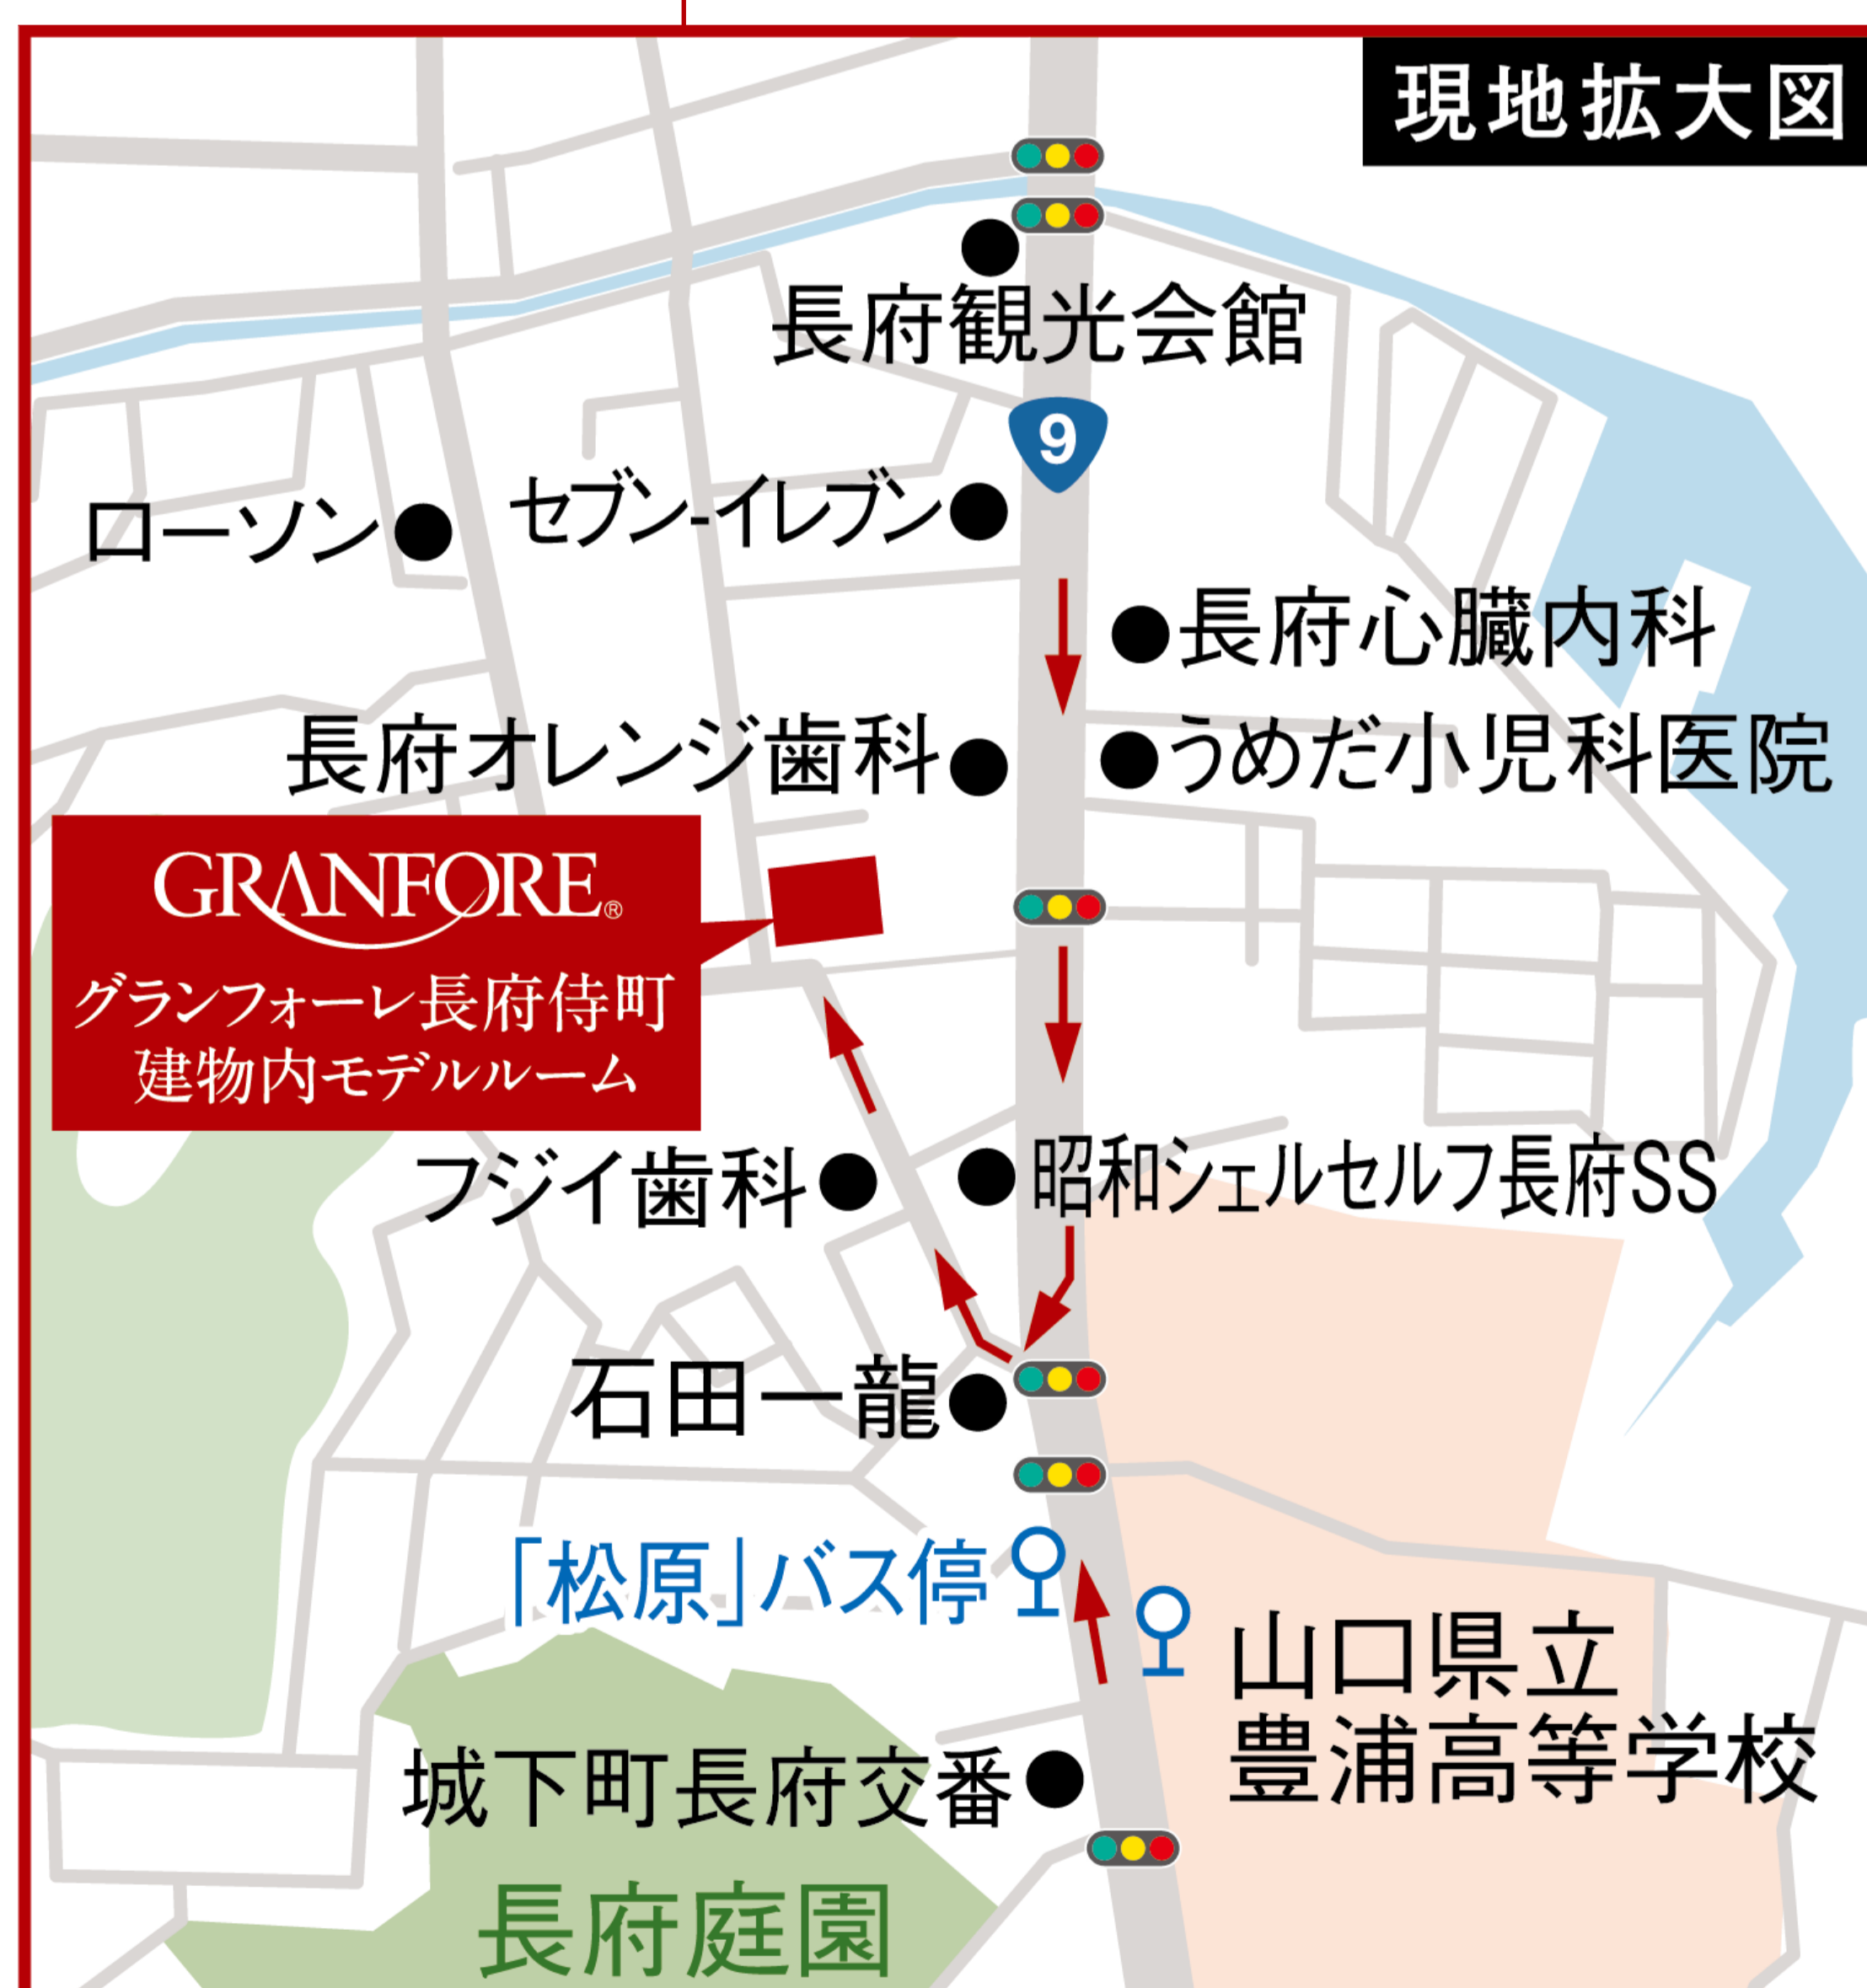 現地拡大図
長府観光会館
9
ローソン
セブン-イレブン
長府心臓内科
長府オレンジ歯科
うめだ小児科医院
GRANFORE®
グランフォーレ長府侍町
建物内モデルルーム
フジイ歯科
昭和シェルセルフ長府SS
石田一龍
「松原」バス停
山口県立
豊浦高等学校
城下町長府交番
長府庭園